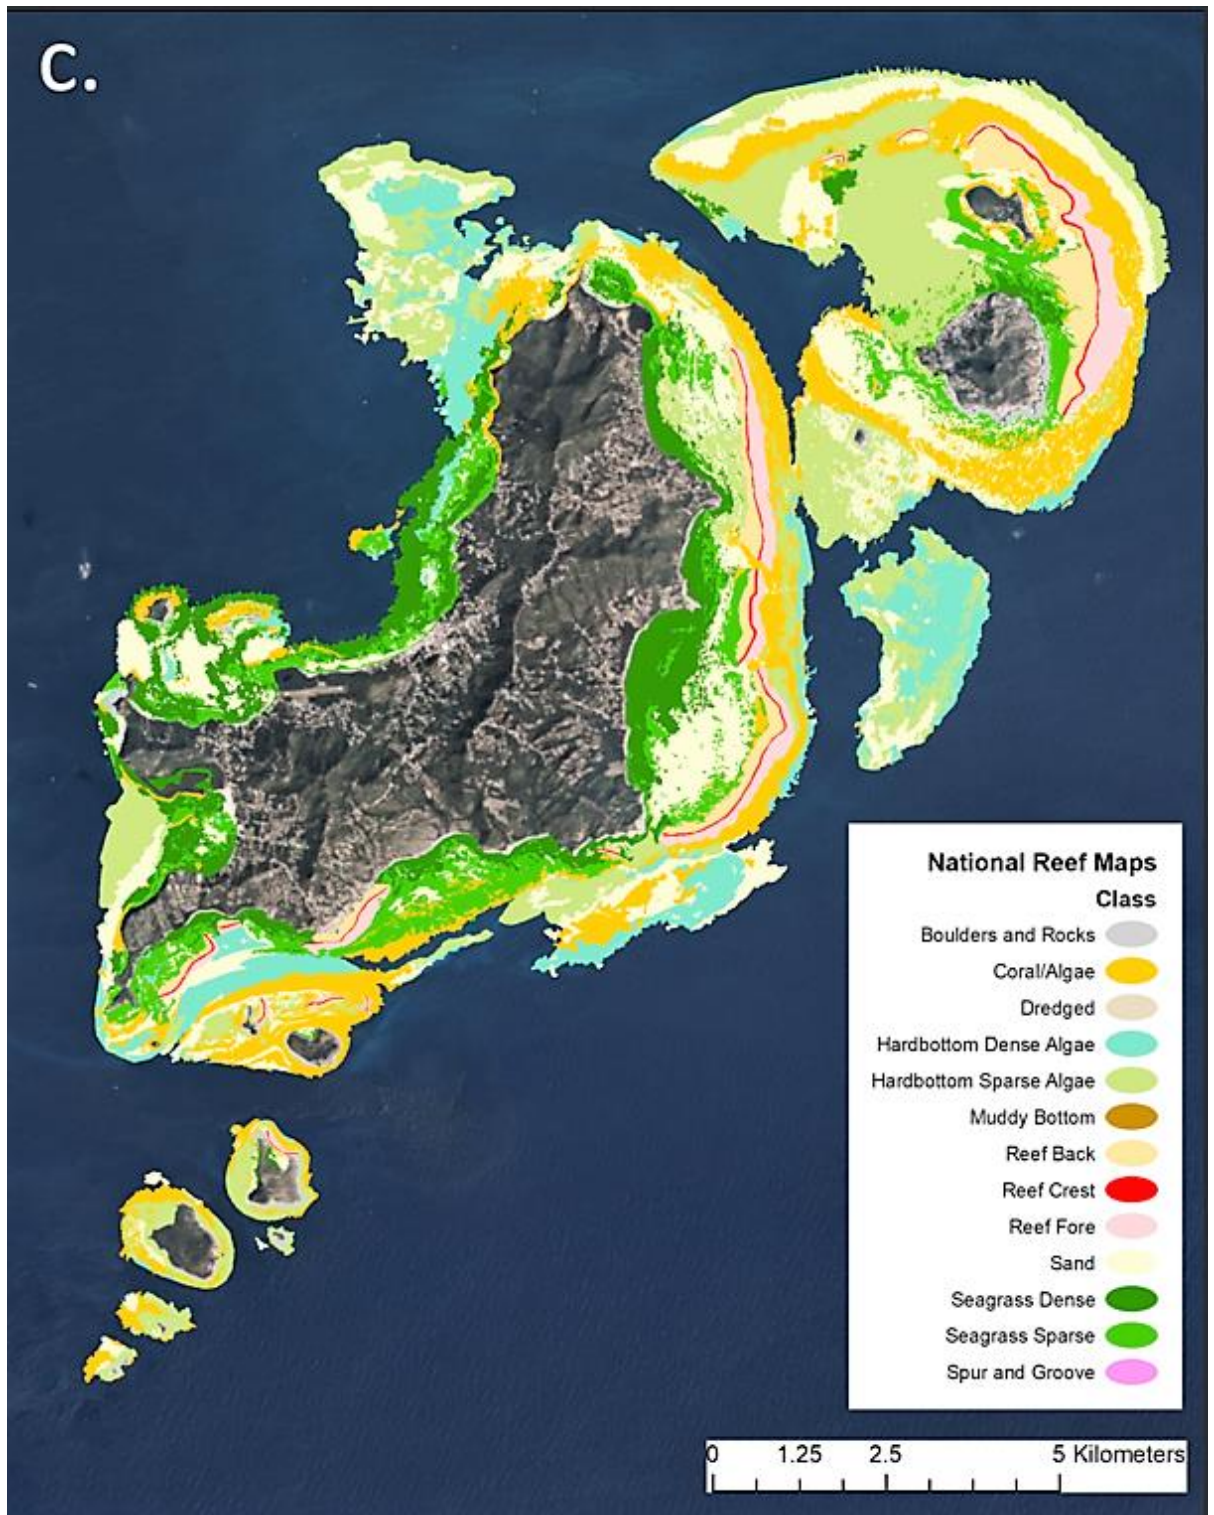 C.
National Reef Maps
Class
Boulders and Rocks
Coral/Algae
Dredged
Hardbottom Dense Algae
Hardbottom Sparse Algae
Muddy Bottom
Reef Back
Reef Crest
Reef Fore
Sand
Seagrass Dense
Seagrass Sparse
Spur and Groove
0 1.25 2.5 5 Kilometers